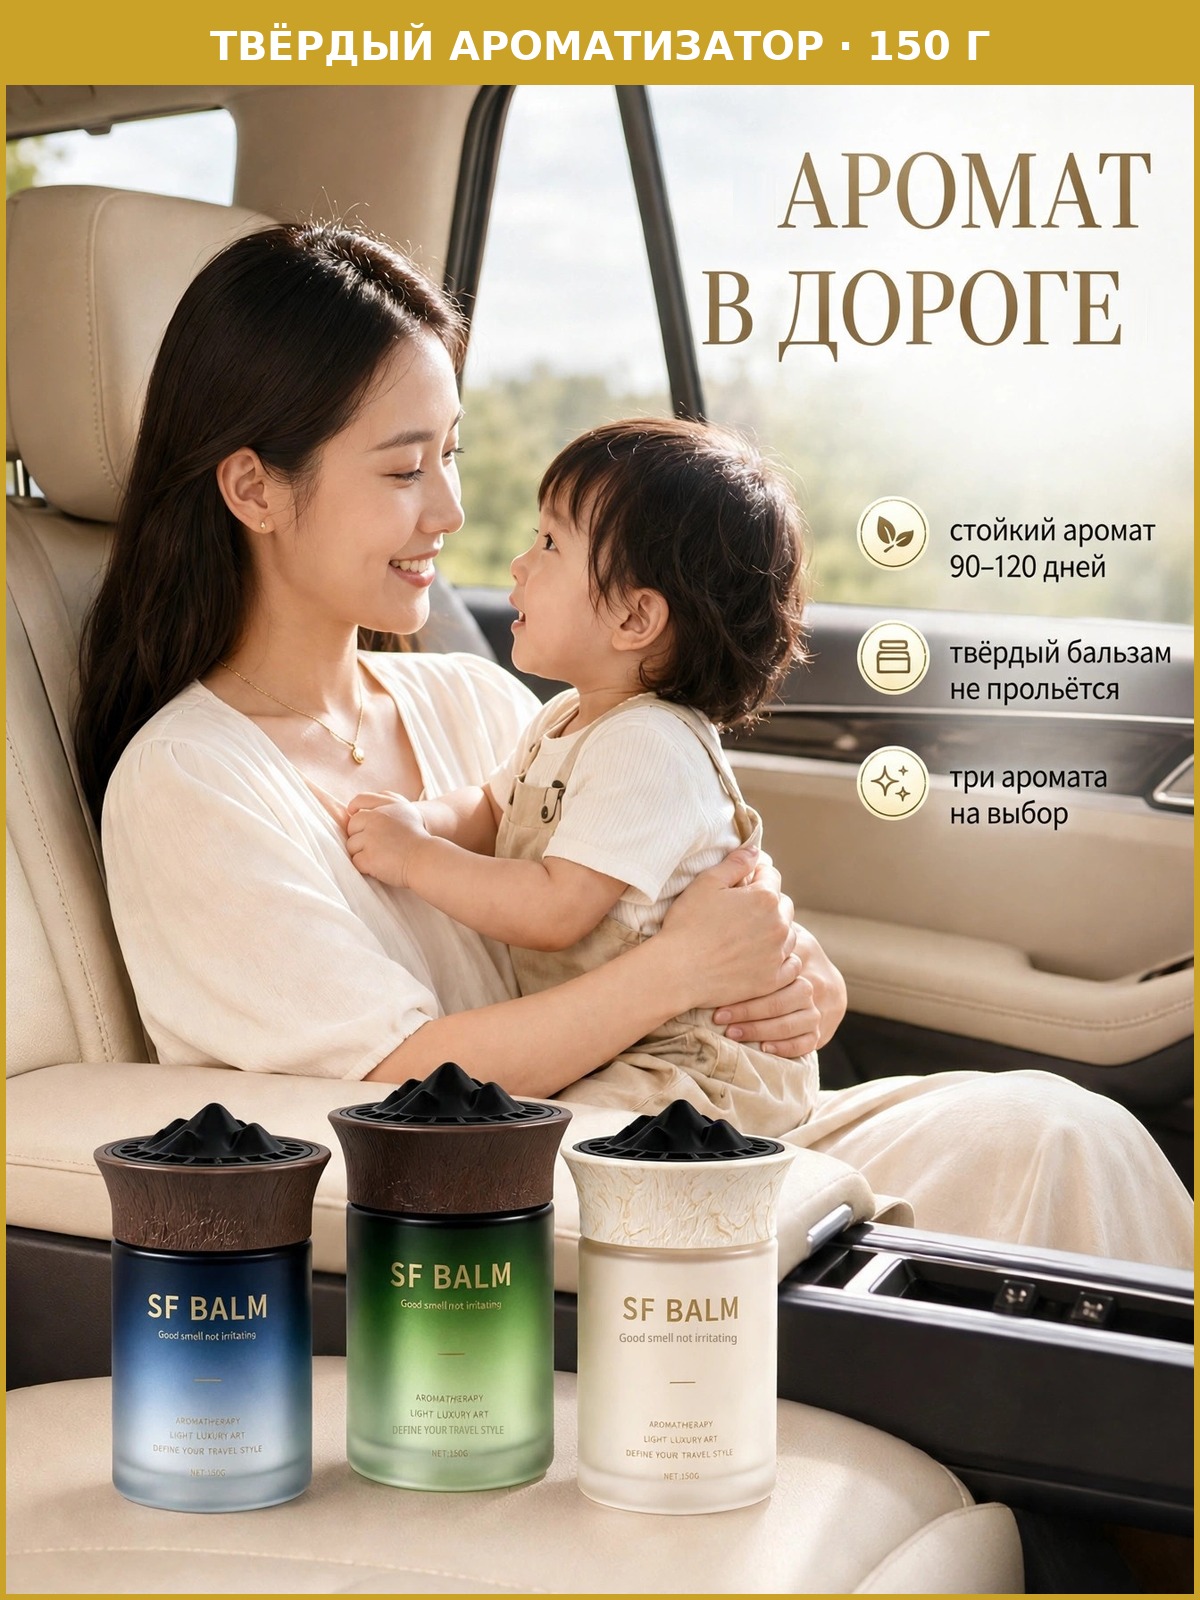 ТВЁРДЫЙ АРОМАТИЗАТОР · 150 Г
АРОМАТ
В ДОРОГЕ
стойкий аромат
90–120 дней
твёрдый бальзам
не прольётся
три аромата
на выбор
SF BALM
Good smell not irritating
AROMATHERAPY
LIGHT LUXURY ART
DEFINE YOUR TRAVEL STYLE
NET:150G
SF BALM
Good smell not irritating
AROMATHERAPY
LIGHT LUXURY ART
DEFINE YOUR TRAVEL STYLE
NET:150G
SF BALM
Good smell not irritating
AROMATHERAPY
LIGHT LUXURY ART
DEFINE YOUR TRAVEL STYLE
NET:150G